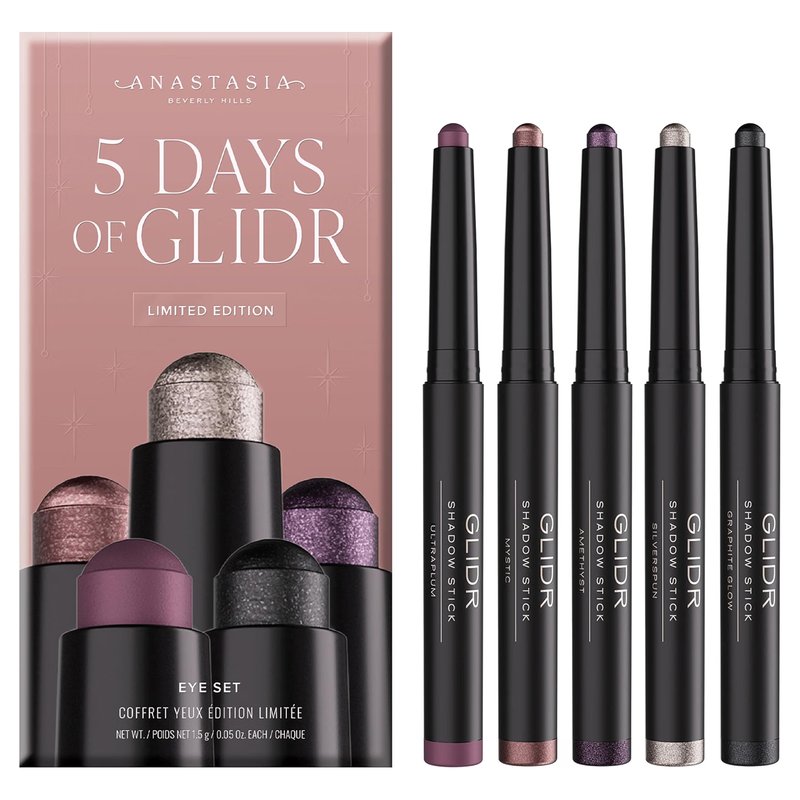 ANASTASIA
BEVERLY HILLS
5 DAYS
OF GLIDR
LIMITED EDITION
EYE SET
COFFRET YEUX ÉDITION LIMITÉE
NET WT. / POIDS NET 1.5 g / 0.05 Oz. EACH / CHAQUE
GLIDR
SHADOW STICK
ULTRAPLUM
GLIDR
SHADOW STICK
MYSTIC
GLIDR
SHADOW STICK
AMETHYST
GLIDR
SHADOW STICK
SILVERSPUN
GLIDR
SHADOW STICK
GRAPHITE GLOW